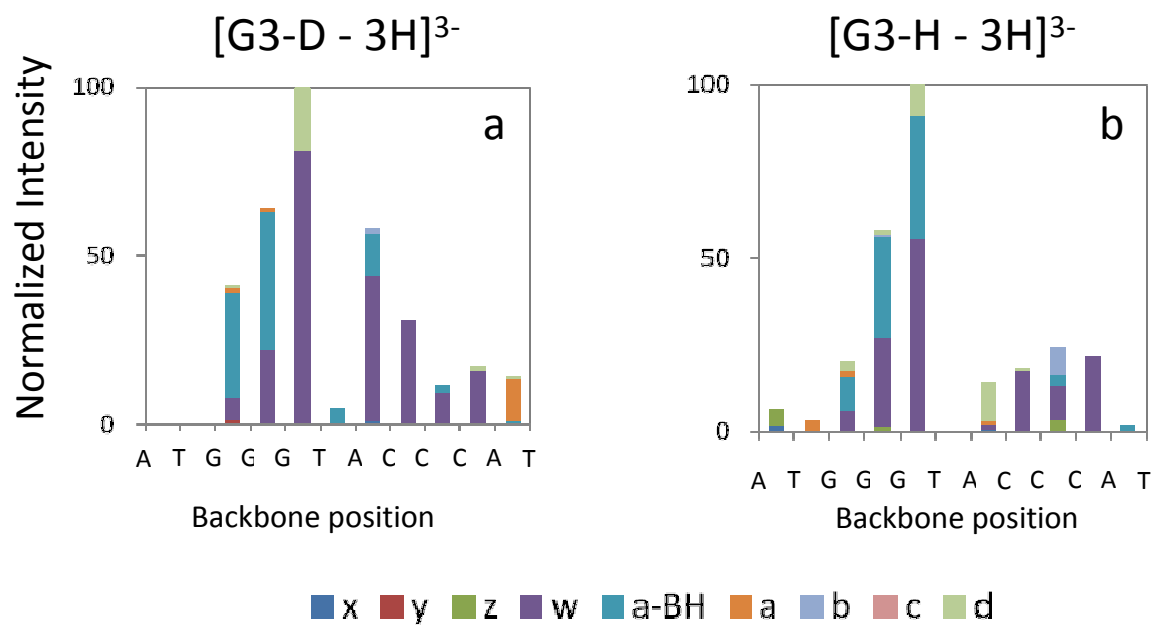 [G3-D - 3H]3-
[G3-H - 3H]3-
Normalized Intensity
100
50
0
a
A T G G G T A C C C A T
Backbone position
100
50
0
b
A T G G G T A C C C A T
Backbone position
x y z w a-BH a b c d